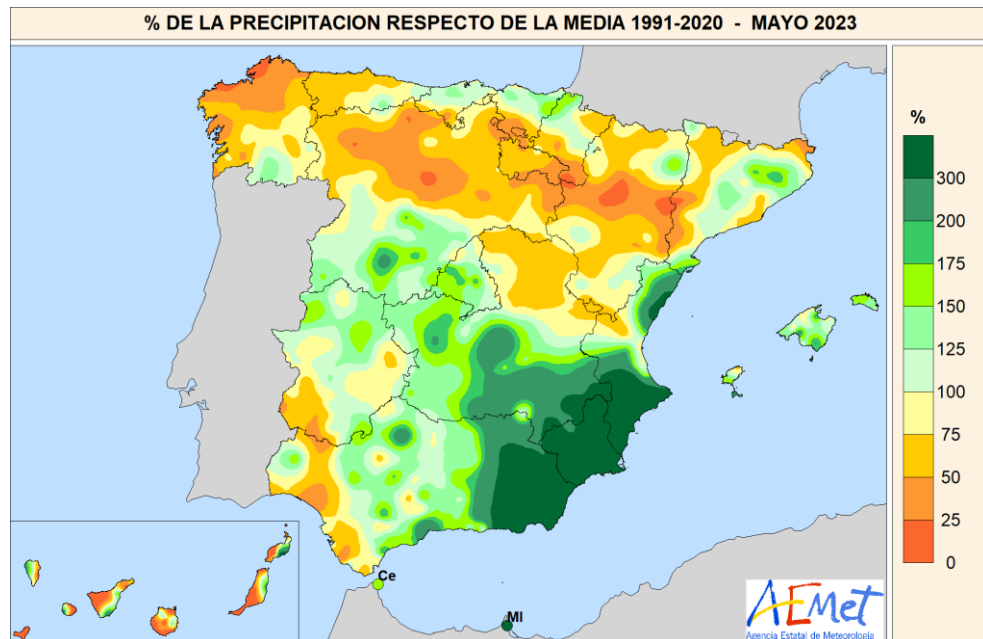 % DE LA PRECIPITACION RESPECTO DE LA MEDIA 1991-2020 - MAYO 2023
%
300
200
175
150
125
100
75
50
25
0
Ce
Ml
AEMet
Agencia Estatal de Meteorología